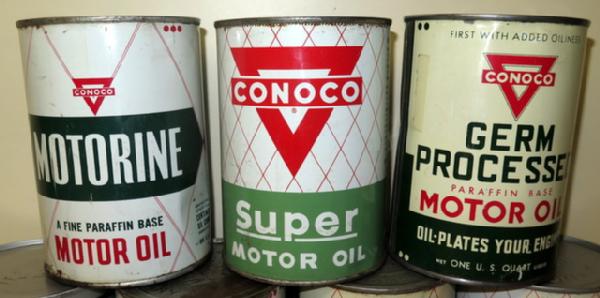 CONOCO
MOTORINE
A FINE PARAFFIN BASE
MOTOR OIL
CONOCO
®
Super
MOTOR OIL
FIRST WITH ADDED OILINESS
CONOCO
GERM
PROCESSED
PARAFFIN BASE
MOTOR OIL
OIL-PLATES YOUR ENGINE
NET ONE U. S. QUART